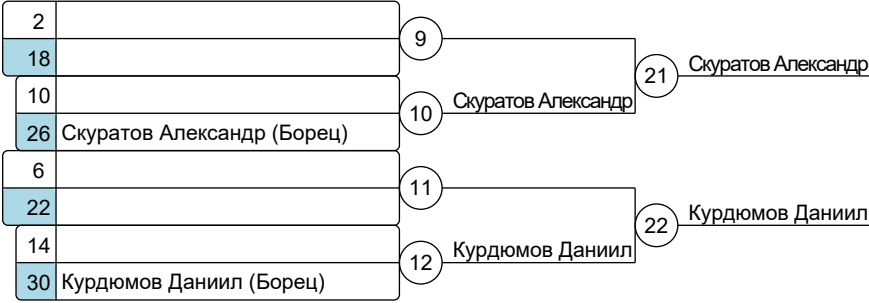 2
9
18
21 Скуратов Александр
10
10 Скуратов Александр
26 Скуратов Александр (Борец)
6
11
22
22 Курдюмов Даниил
14
12 Курдюмов Даниил
30 Курдюмов Даниил (Борец)